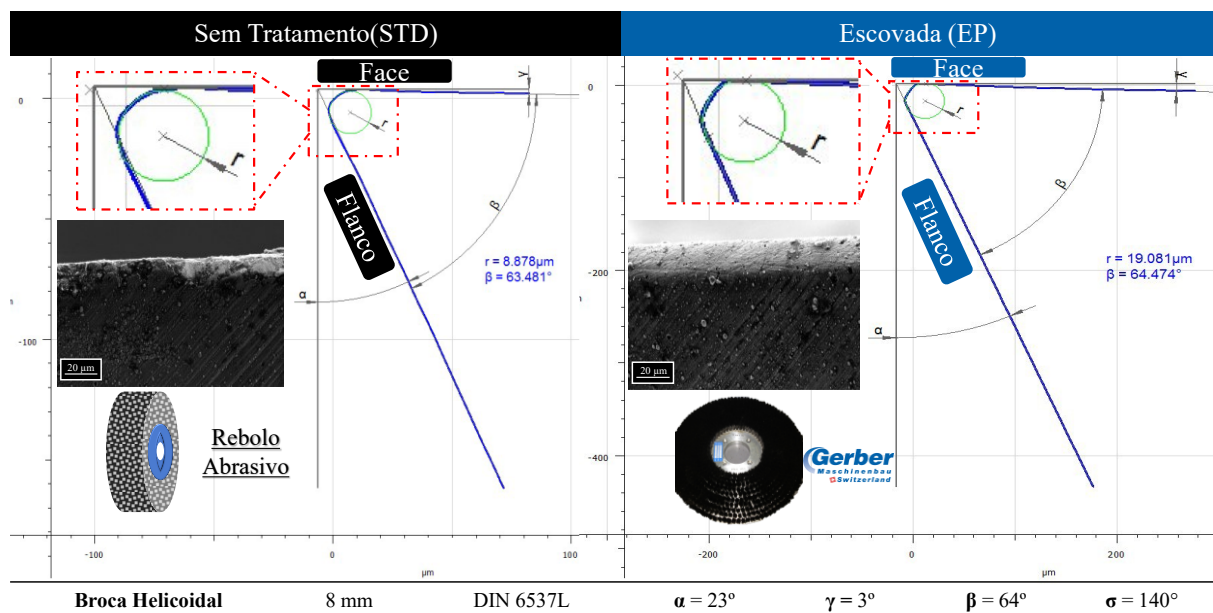 Sem Tratamento(STD)
Escovada (EP)
Face
γ
r
r
0
Flanco
β
r = 8.878µm
β = 63.481°
α
-100
20 µm
Rebolo
Abrasivo
-100
0
100
µm
Face
γ
r
r
0
Flanco
β
r = 19.081µm
β = 64.474°
-200
α
20 µm
Gerber
Maschinenbau
Switzerland
-400
-200
0
200
µm
Broca Helicoidal 8 mm DIN 6537L α = 23º γ = 3º β = 64º σ = 140°